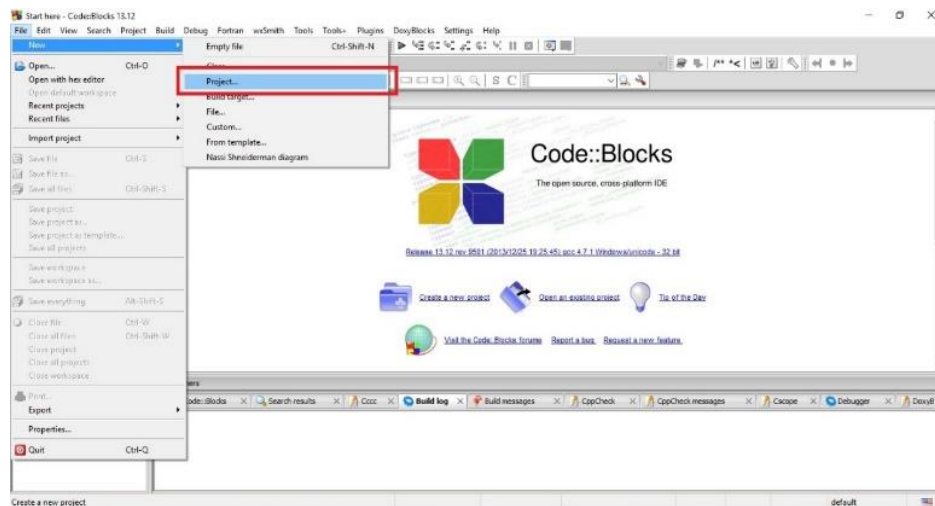 Start here - Code::Blocks 13.12
File Edit View Search Project Build Debug Fortran wxSmith Tools Tools+ Plugins DoxyBlocks Settings Help
New
Open... Ctrl-O
Open with hex editor
Open default workspace
Recent projects
Recent files
Import project
Save file Ctrl-S
Save file as...
Save all files Ctrl-Shift-S
Save project
Save project as...
Save project as template...
Save all projects
Save workspace
Save workspace as...
Save everything Alt-Shift-S
Close file Ctrl-W
Close all files Ctrl-Shift-W
Close project
Close all projects
Close workspace
Print...
Export
Properties...
Quit Ctrl-Q
Empty file Ctrl-Shift-N
Project...
Build target...
File...
Custom...
From template...
Nassi Shneiderman diagram
S C
/** *<
Code::Blocks
The open source, cross-platform IDE
Release 13.12 rev 9501 (2013/12/25 19:25:45) gcc 4.7.1 Windows/unicode - 32 bit
Create a new project Open an existing project Tip of the Day
Visit the Code::Blocks forums Report a bug Request a new feature
Search results Cccc Build log Build messages CppCheck CppCheck messages Cscope Debugger DoxyB
Create a new project default